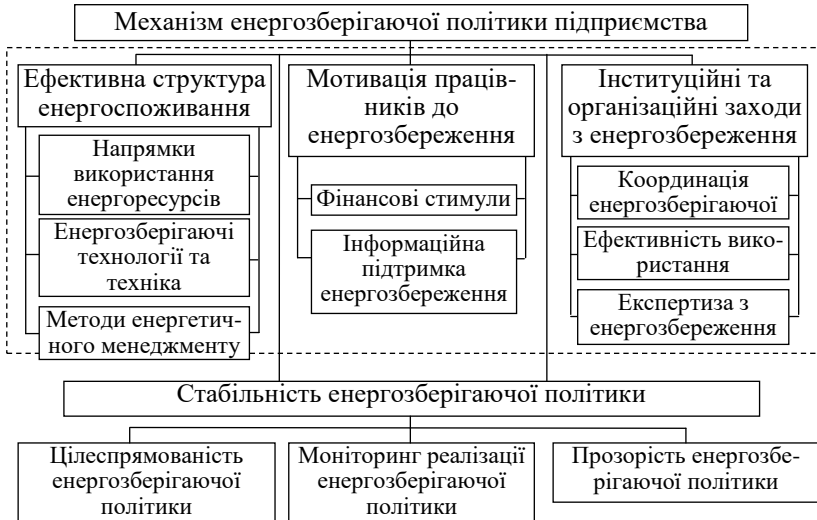 Механізм енергозберігаючої політики підприємства
Ефективна структура
енергоспоживання
Напрямки
використання
енергоресурсів
Енергозберігаючі
технології та
техніка
Методи енергетич-
ного менеджменту
Мотивація праців-
ників до
енергозбереження
Фінансові стимули
Інформаційна
підтримка
енергозбереження
Інституційні та
організаційні заходи
з енергозбереження
Координація
енергозберігаючої
Ефективність вико-
ристання
Експертиза з
енергозбереження
Стабільність енергозберігаючої політики
Цілеспрямованість
енергозберігаючої
політики
Моніторинг реалізації
енергозберігаючої
політики
Прозорість енергозбе-
рігаючої політики